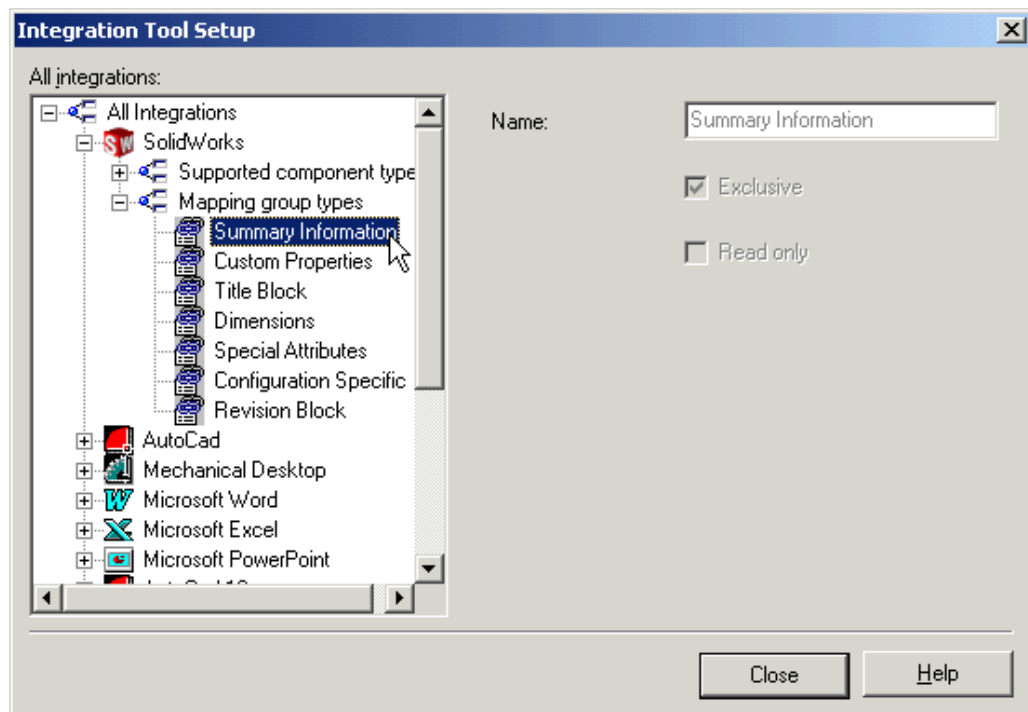 Integration Tool Setup
All integrations:
All Integrations
SolidWorks
Supported component type
Mapping group types
Summary Information
Custom Properties
Title Block
Dimensions
Special Attributes
Configuration Specific
Revision Block
AutoCad
Mechanical Desktop
Microsoft Word
Microsoft Excel
Microsoft PowerPoint
Name:
Summary Information
Exclusive
Read only
Close
Help